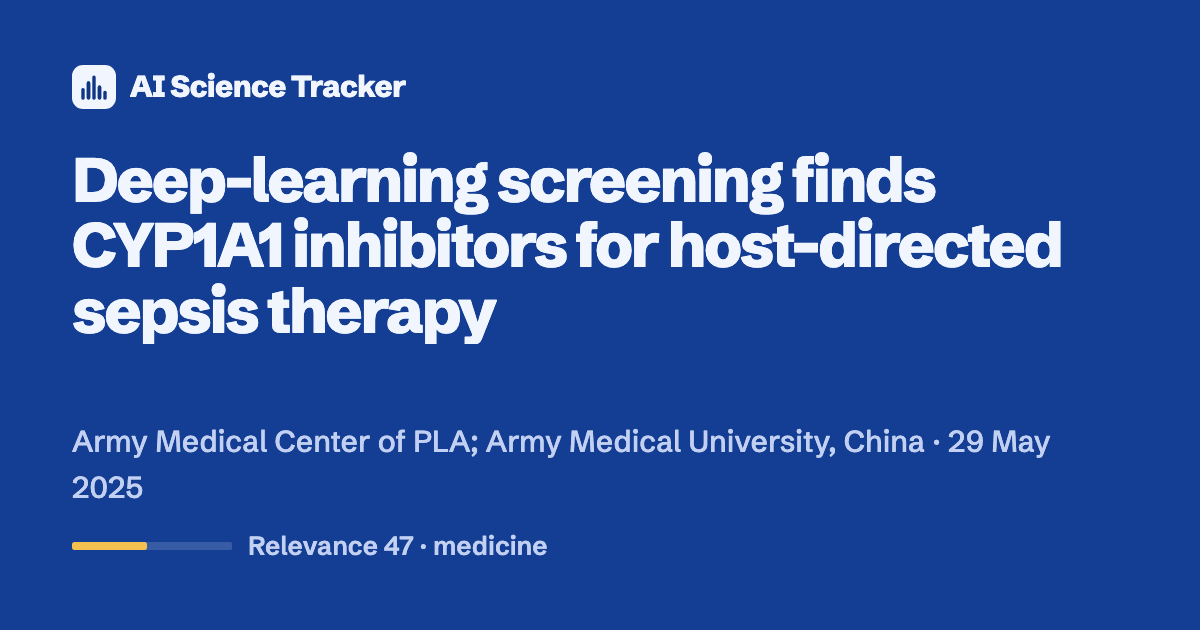 AI Science Tracker
Deep-learning screening finds
CYP1A1 inhibitors for host-directed
sepsis therapy
Army Medical Center of PLA; Army Medical University, China · 29 May
2025
Relevance 47 · medicine